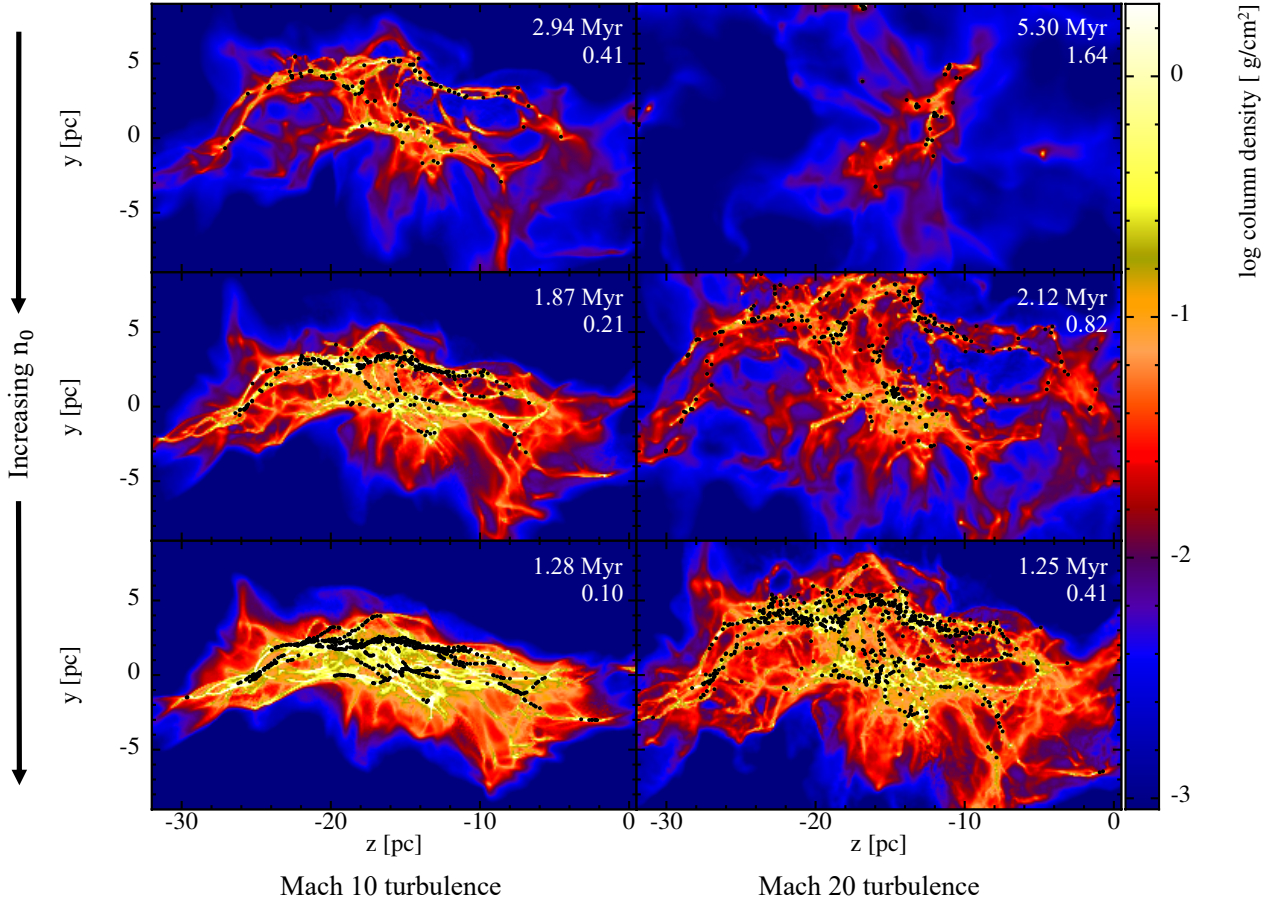 2.94 Myr
0.41
5
0
-5
y [pc]
5.30 Myr
1.64
1.87 Myr
0.21
5
0
-5
y [pc]
2.12 Myr
0.82
1.28 Myr
0.10
5
0
-5
y [pc]
1.25 Myr
0.41
-30
-20
-10
0
z [pc]
-30
-20
-10
0
z [pc]
Mach 10 turbulence
Mach 20 turbulence
Increasing n₀
0
-1
-2
-3
log column density [ g/cm²]